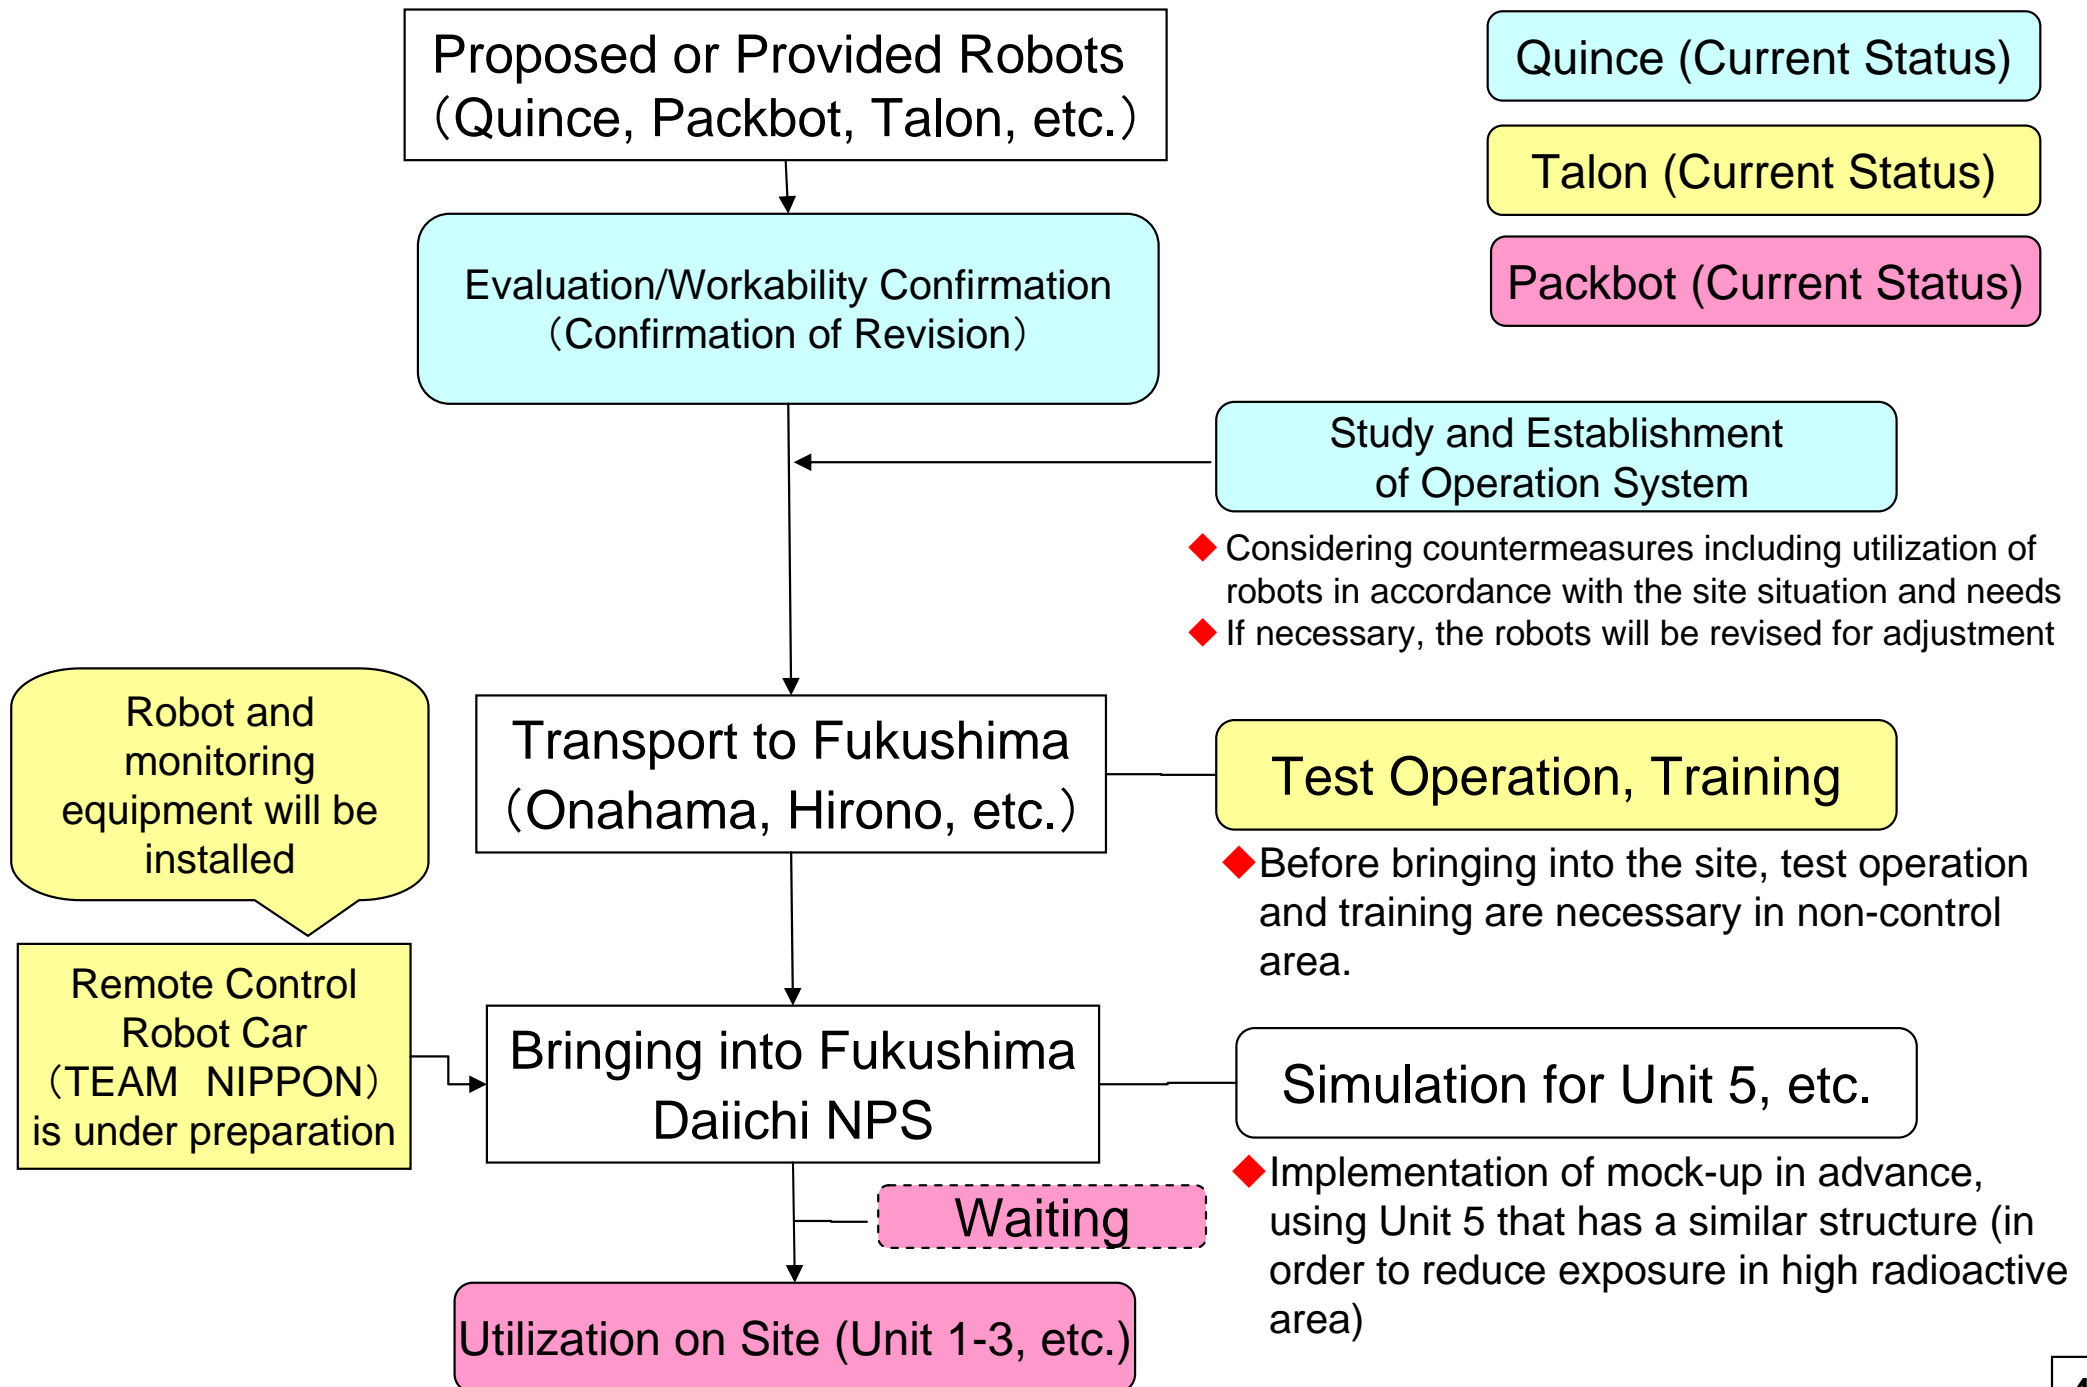 Proposed or Provided Robots
（Quince, Packbot, Talon, etc.）
Quince (Current Status)
Talon (Current Status)
Packbot (Current Status)
Evaluation/Workability Confirmation
（Confirmation of Revision）
Study and Establishment
of Operation System
◆ Considering countermeasures including utilization of
robots in accordance with the site situation and needs
◆ If necessary, the robots will be revised for adjustment
Robot and
monitoring
equipment will be
installed
Transport to Fukushima
（Onahama, Hirono, etc.）
Test Operation, Training
◆ Before bringing into the site, test operation
and training are necessary in non-control
area.
Remote Control
Robot Car
（TEAM NIPPON）
is under preparation
Bringing into Fukushima
Daiichi NPS
Simulation for Unit 5, etc.
◆ Implementation of mock-up in advance,
using Unit 5 that has a similar structure (in
order to reduce exposure in high radioactive
area)
Waiting
Utilization on Site (Unit 1-3, etc.)